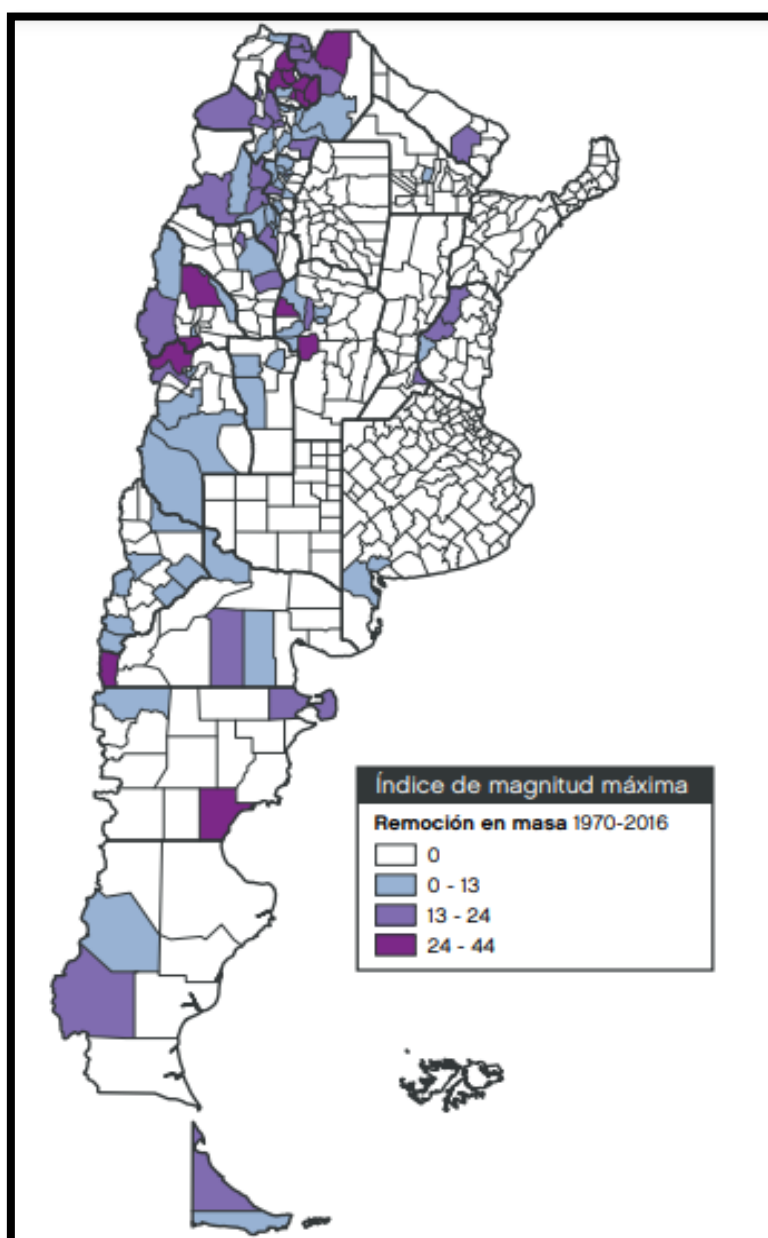 Índice de magnitud máxima
Remoción en masa 1970-2016
0
0 - 13
13 - 24
24 - 44